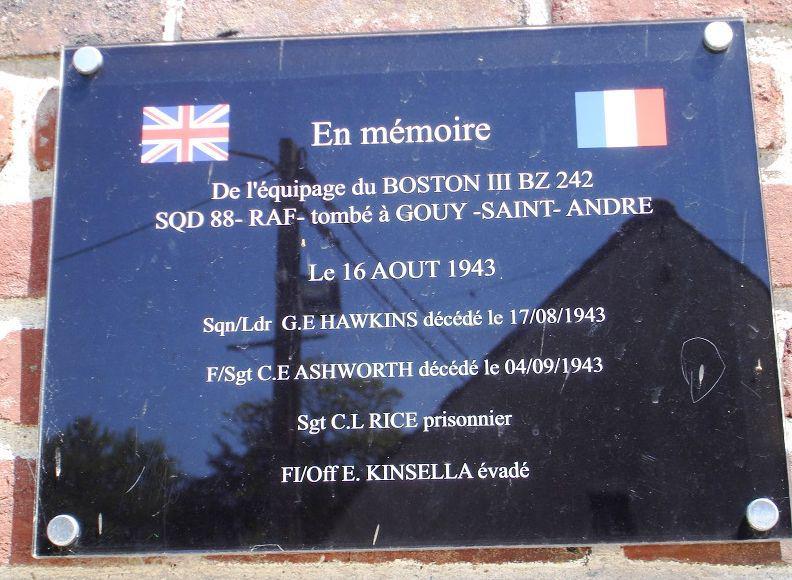 En mémoire
De l'équipage du BOSTON III BZ 242
SQD 88- RAF- tombé à GOUY -SAINT- ANDRE
Le 16 AOUT 1943
Sqn/Ldr G.E HAWKINS décédé le 17/08/1943
F/Sgt C.E ASHWORTH décédé le 04/09/1943
Sgt C.L RICE prisonnier
FI/Off E. KINSELLA évadé